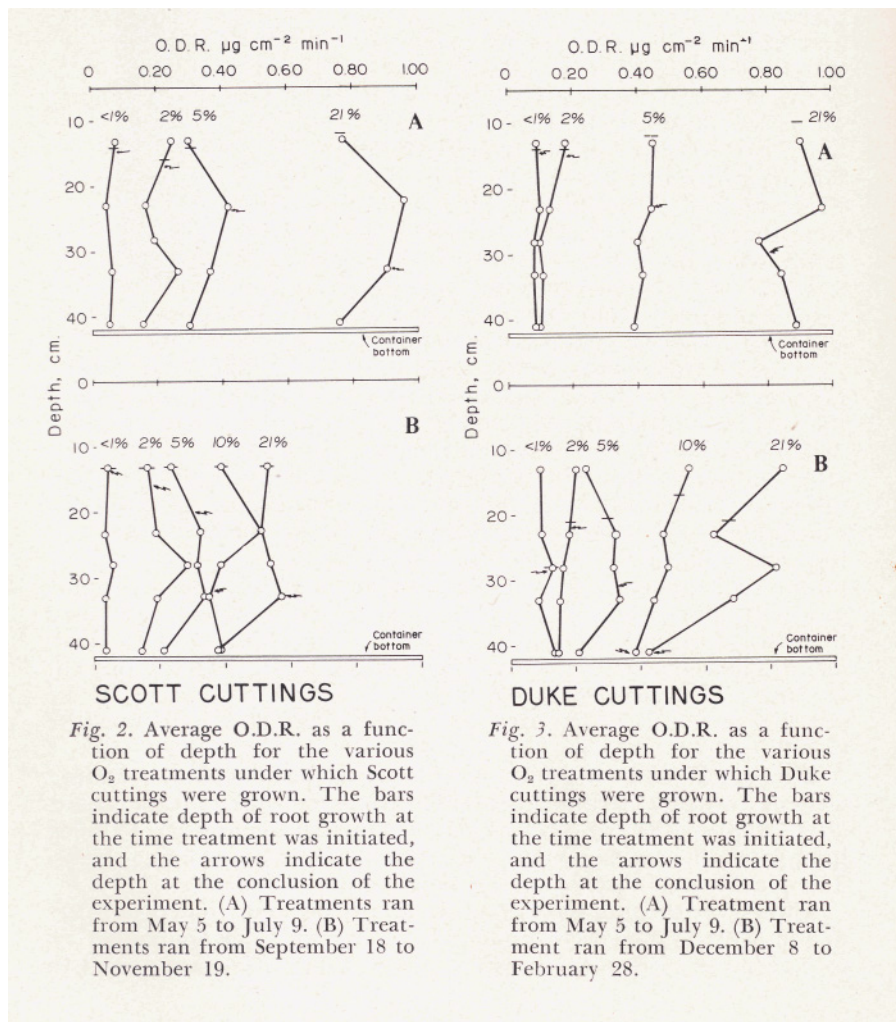 O.D.R. µg cm⁻² min⁻¹
0 0.20 0.40 0.60 0.80 1.00
10 - <1% 2% 5% 21% A
20 -
30 -
40 -
Container
bottom
Depth, cm.
0
B
10 - <1% 2% 5% 10% 21%
20 -
30 -
40 -
Container
bottom
SCOTT CUTTINGS
Fig. 2. Average O.D.R. as a func-
tion of depth for the various
O₂ treatments under which Scott
cuttings were grown. The bars
indicate depth of root growth at
the time treatment was initiated,
and the arrows indicate the
depth at the conclusion of the
experiment. (A) Treatments ran
from May 5 to July 9. (B) Treat-
ments ran from September 18 to
November 19.
O.D.R. µg cm⁻² min⁻¹
0 0.20 0.40 0.60 0.80 1.00
10 - <1% 2% 5% 21%
A
20 -
30 -
40 -
Container
bottom
Depth, cm.
0
10 - <1% 2% 5% 10% 21%
B
20 -
30 -
40 -
Container
bottom
DUKE CUTTINGS
Fig. 3. Average O.D.R. as a func-
tion of depth for the various
O₂ treatments under which Duke
cuttings were grown. The bars
indicate depth of root growth at
the time treatment was initiated,
and the arrows indicate the
depth at the conclusion of the
experiment. (A) Treatment ran
from May 5 to July 9. (B) Treat-
ment ran from December 8 to
February 28.